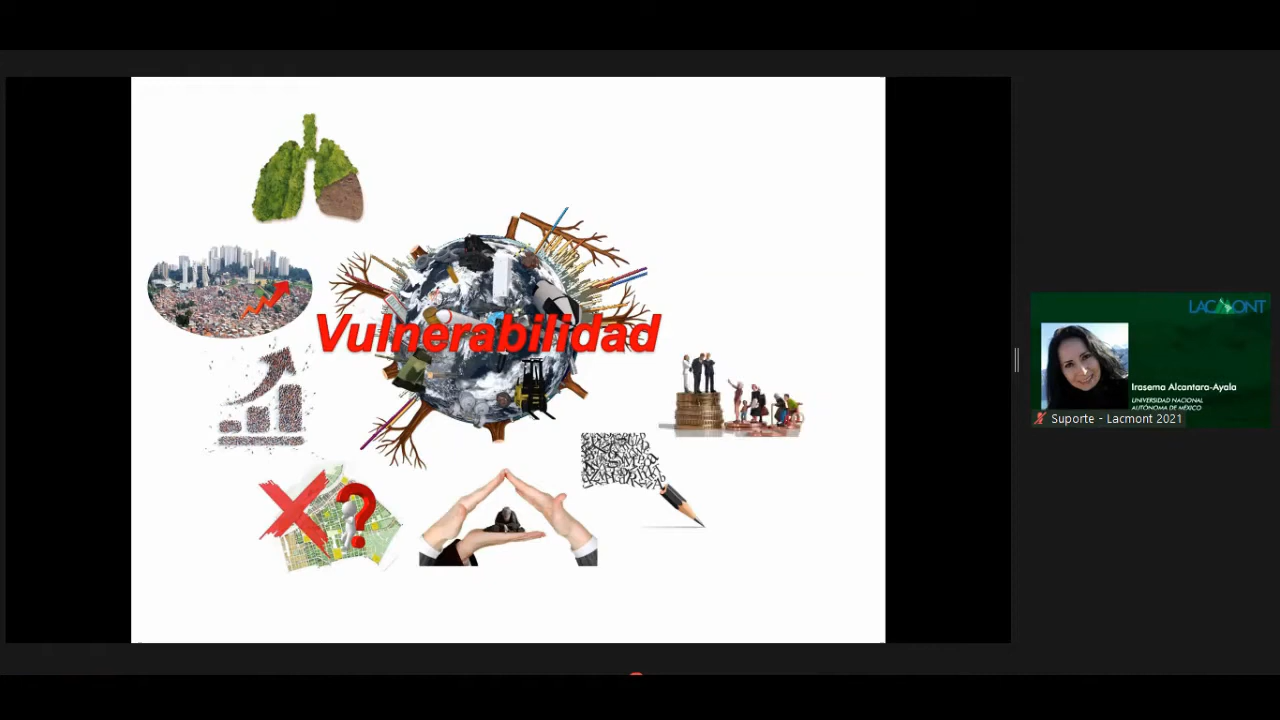 Vulnerabilidad
LACMONT
Irasema Alcantara-Ayala
UNIVERSIDAD NACIONAL
AUTÓNOMA DE MÉXICO
Suporte - Lacmont 2021